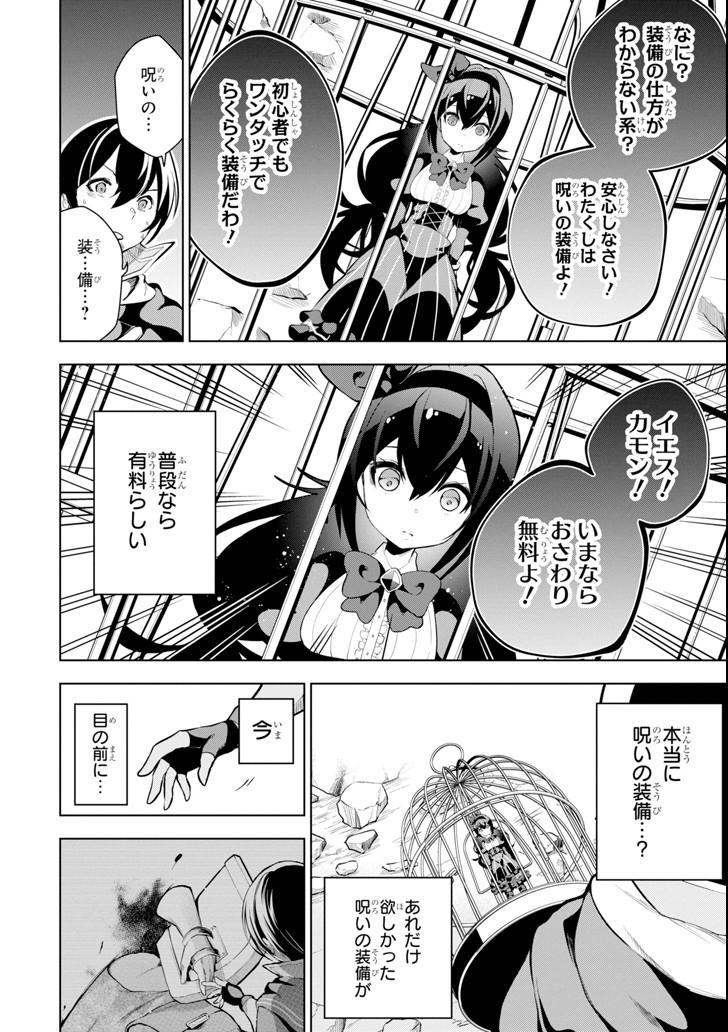 なに?
装備の仕方が
わからない系?
安心しなさい!
わたくしは
呪いの装備よ!
初心者でも
ワンタッチで
らくらく装備だわ!
呪いの…
装…備…?
イエス!
カモン!
いまなら
おさわり
無料よ!
普段なら
有料らしい
本当に
呪いの装備…?
あれだけ
欲しかった
呪いの装備が
今
目の前に…